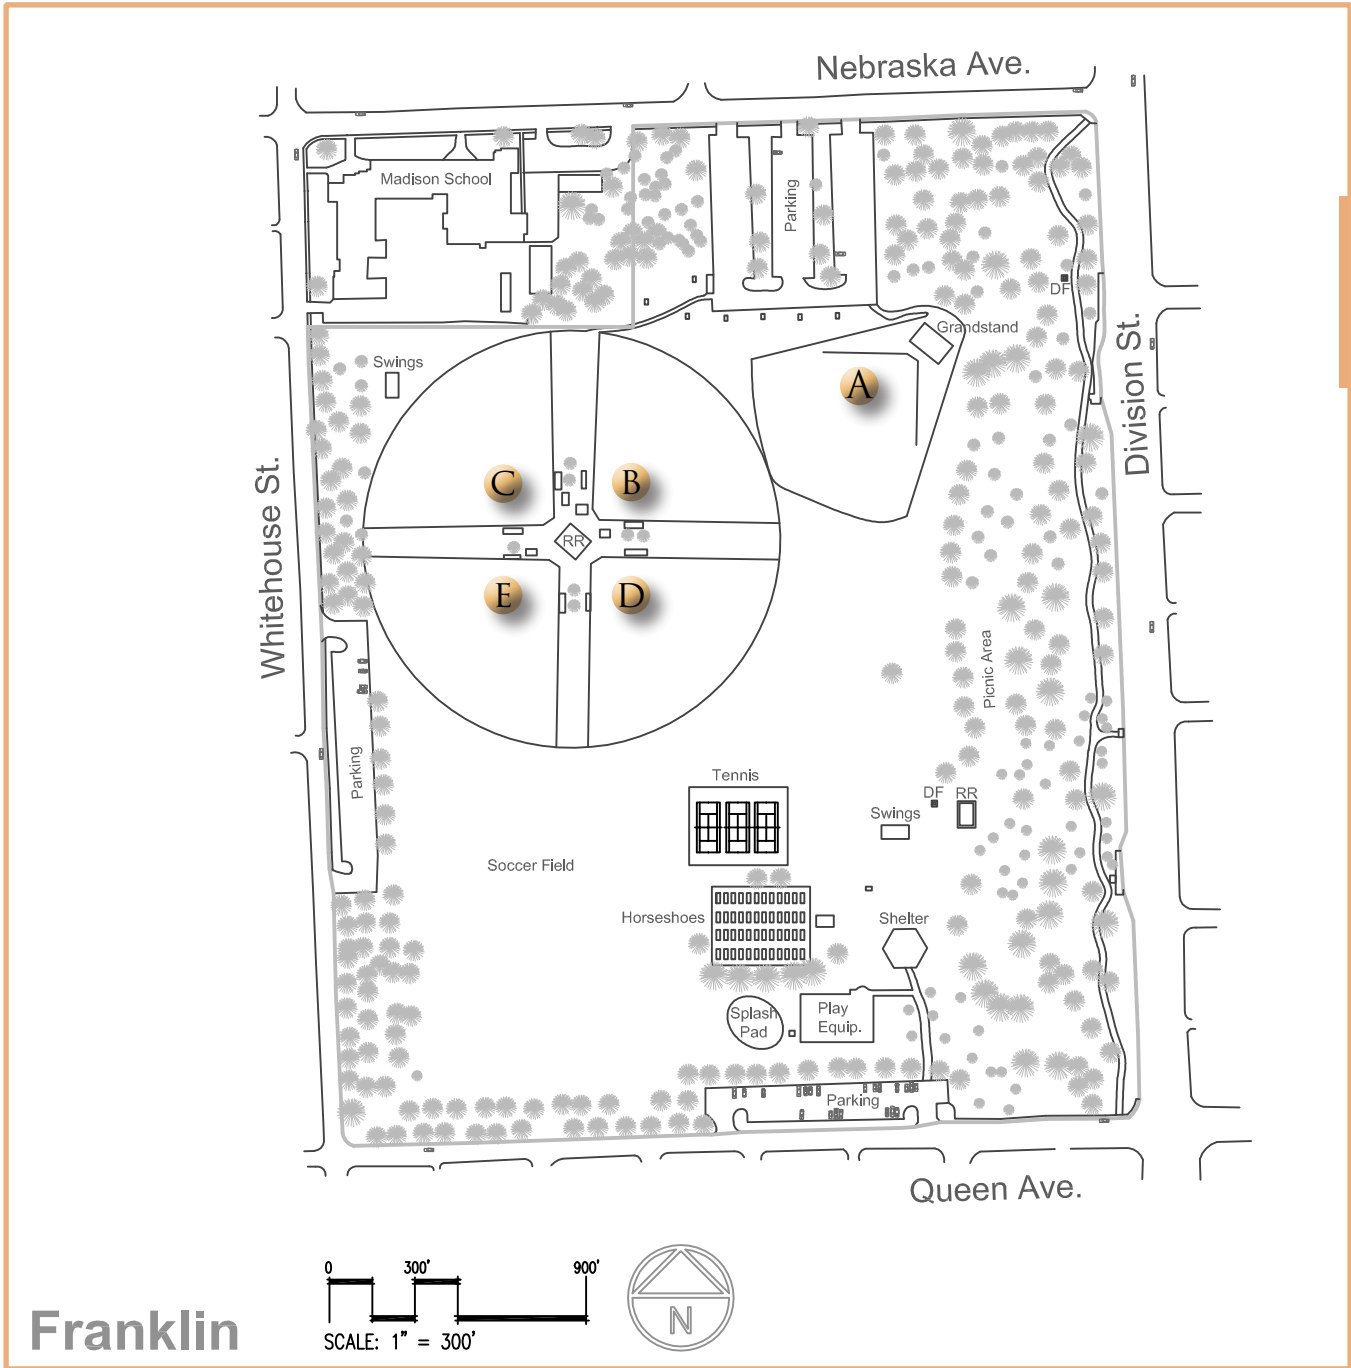 Nebraska Ave.
Madison School
Parking
DF
Grandstand
Swings
A
Division St.
C
B
Whitehouse St.
RR
E
D
Picnic Area
Parking
Tennis
DF
RR
Swings
Soccer Field
Horseshoes
Shelter
Splash
Pad
Play
Equip.
Parking
Queen Ave.
0
300'
900'
SCALE: 1" = 300'
N
Franklin